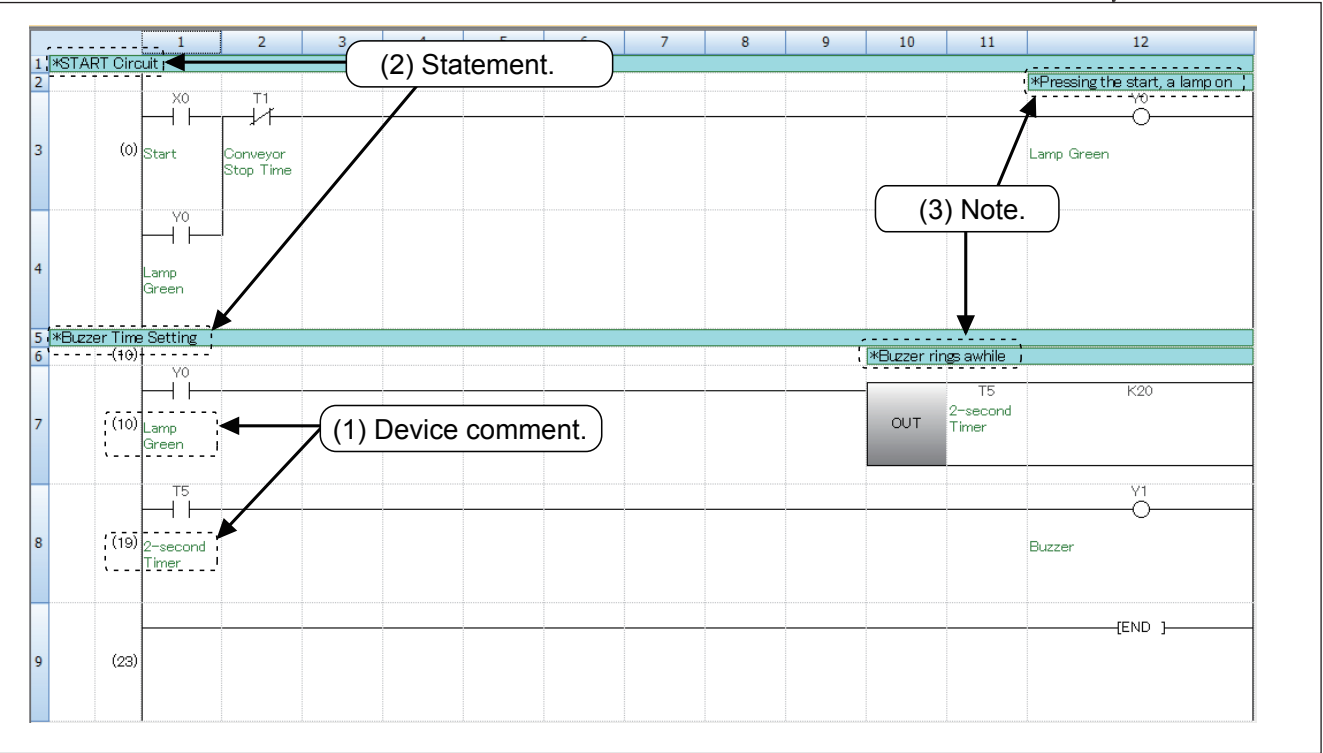 1 2 3 7 8 9 10 11 12
1 *START Circuit
(2) Statement.
2 *Pressing the start, a lamp on
X0 T1 Y0
3 (0) Start Conveyor Stop Time Lamp Green
(3) Note.
Y0
4 Lamp Green
5 *Buzzer Time Setting
6 (10) *Buzzer rings awhile
Y0 T5 K20
7 (10) Lamp Green OUT 2-second Timer
(1) Device comment.
T5 Y1
8 (19) 2-second Timer Buzzer
[END ]
9 (23)